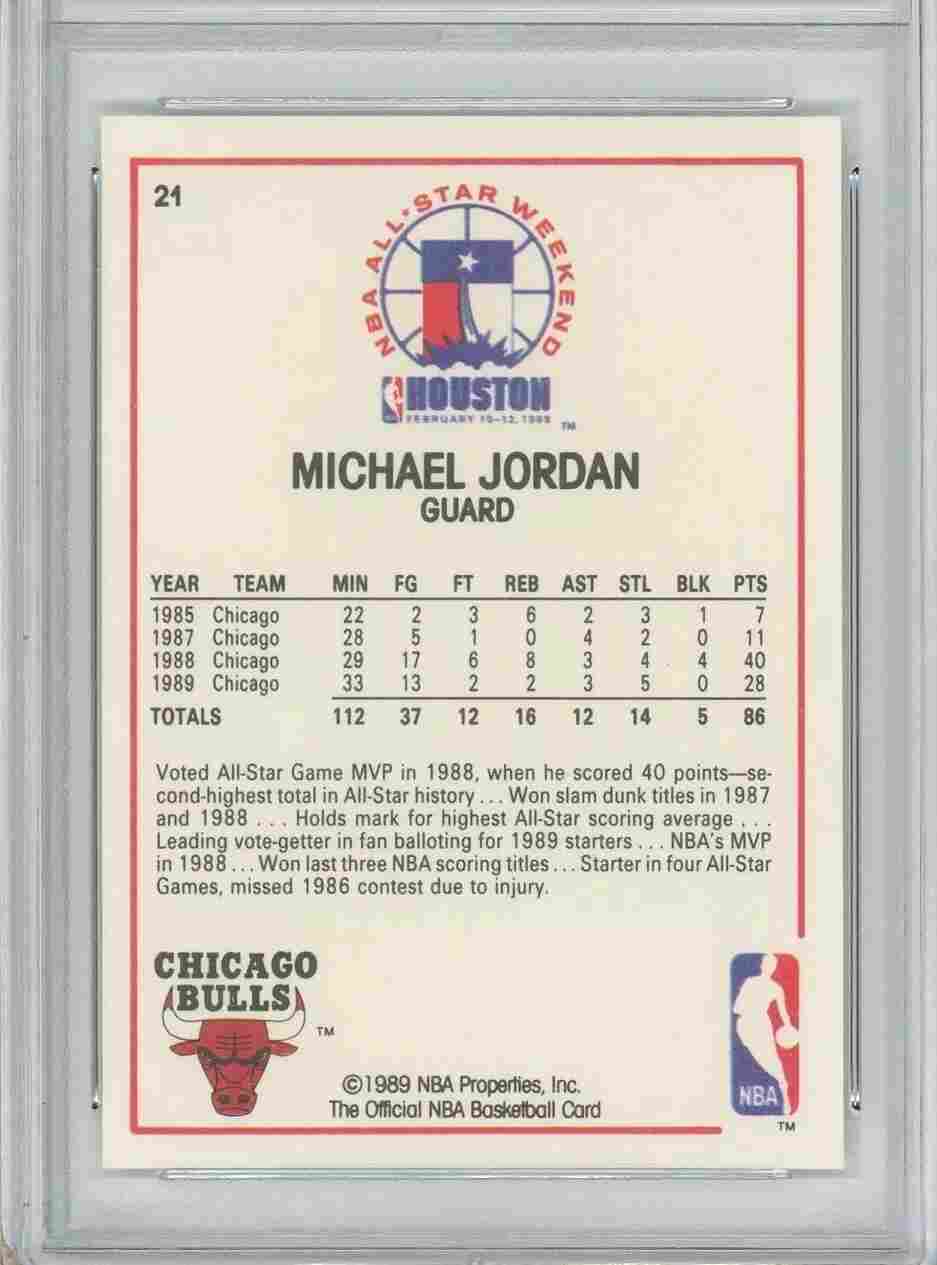 21
NBA ALL-STAR WEEKEND
HOUSTON
FEBRUARY 10-12, 1989
TM
MICHAEL JORDAN
GUARD
YEAR TEAM MIN FG FT REB AST STL BLK PTS
1985 Chicago 22 2 3 6 2 3 1 7
1987 Chicago 28 5 1 0 4 2 0 11
1988 Chicago 29 17 6 8 3 4 4 40
1989 Chicago 33 13 2 2 3 5 0 28
TOTALS 112 37 12 16 12 14 5 86
Voted All-Star Game MVP in 1988, when he scored 40 points—se-
cond-highest total in All-Star history . . . Won slam dunk titles in 1987
and 1988 . . . Holds mark for highest All-Star scoring average . . .
Leading vote-getter in fan balloting for 1989 starters . . . NBA's MVP
in 1988 . . . Won last three NBA scoring titles . . . Starter in four All-Star
Games, missed 1986 contest due to injury.
CHICAGO
BULLS
TM
©1989 NBA Properties, Inc.
The Official NBA Basketball Card
NBA
TM